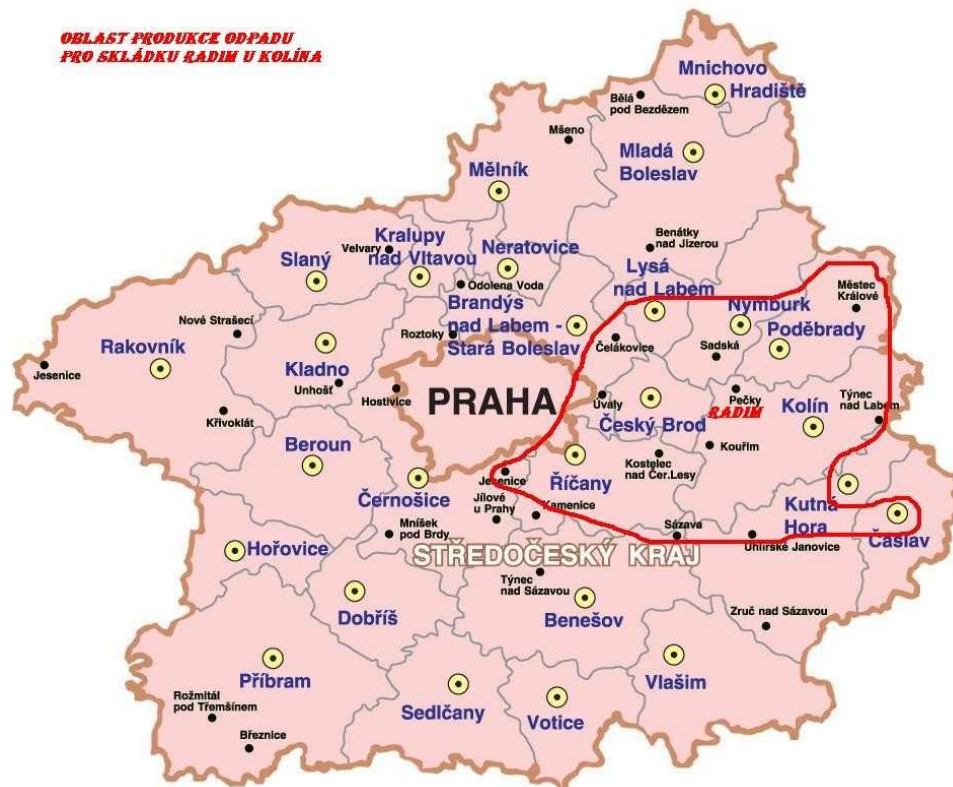 OBLAST PRODUKCE ODPADU
PRO SKLÁDKU RADIM U KOLÍNA
Mnichovo
Hradiště
Bělá
pod Bezdězem
Mšeno
Mladá
Boleslav
Mělník
Benátky
nad Jizerou
Kralupy
nad Vltavou
Velvary
Neratovice
Slaný
Odolena Voda
Lysá
nad Labem
Městec
Králové
Nymburk
Poděbrady
Brandýs
nad Labem -
Stará Boleslav
Nové Strašecí
Roztoky
Čelákovice
Sadská
Rakovník
Jesenice
Kladno
Unhošť
Hostivice
PRAHA
Úvaly
Pečky
Týnec
nad Labem
RADIM
Kolín
Český Brod
Křivoklát
Kouřim
Beroun
Kostelec
nad Čer.Lesy
Jesenice
Říčany
Černošice
Jílové
u Prahy
Kamenice
Kutná
Hora
Čáslav
Mníšek
pod Brdy
Sázava
Uhlířské Janovice
Hořovice
STŘEDOČESKÝ KRAJ
Týnec
nad Sázavou
Dobříš
Benešov
Zruč nad Sázavou
Příbram
Vlašim
Rožmitál
pod Třemšínem
Sedlčany
Votice
Březnice